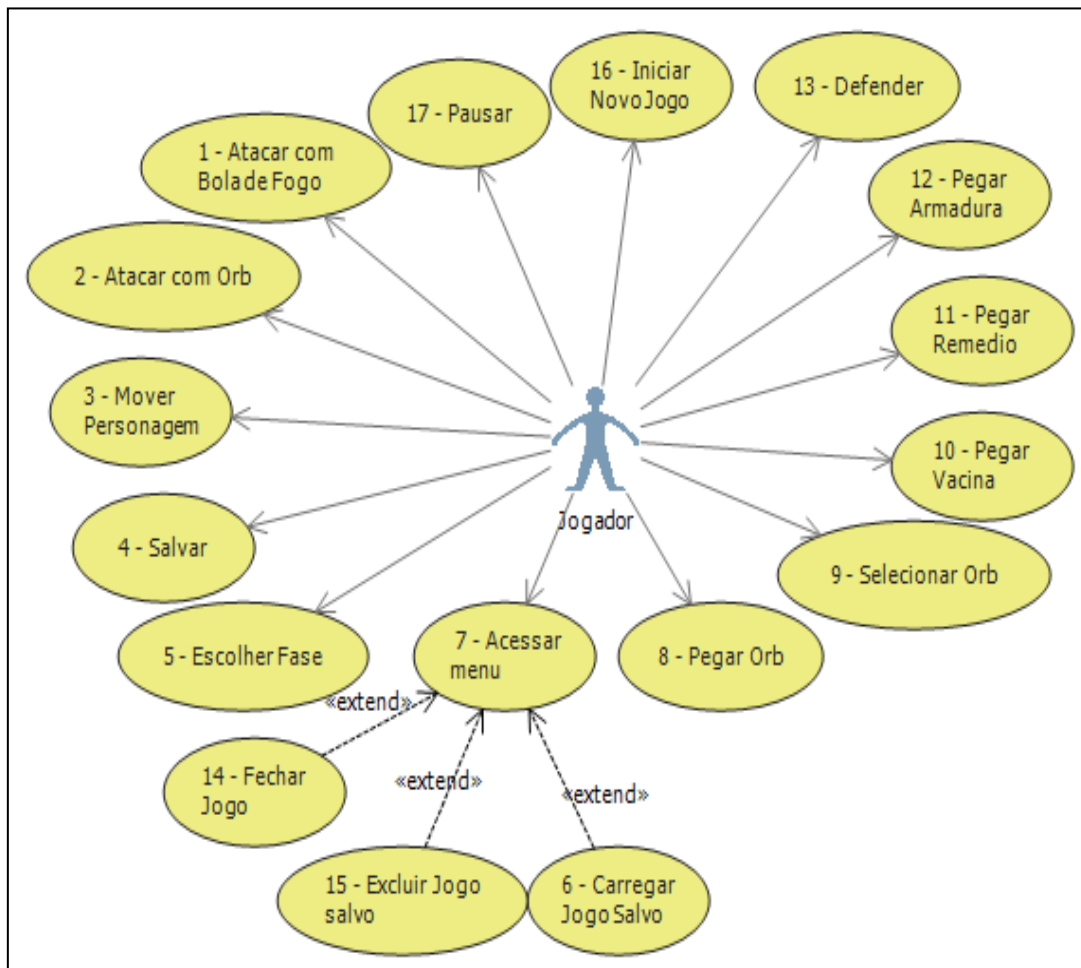 16 - Iniciar
Novo Jogo
13 - Defender
17 - Pausar
1 - Atacar com
Bola de Fogo
12 - Pegar
Armadura
2 - Atacar com Orb
11 - Pegar
Remedio
3 - Mover
Personagem
10 - Pegar
Vacina
Jogador
4 - Salvar
9 - Selecionar Orb
5 - Escolher Fase
7 - Acessar
menu
8 - Pegar Orb
«extend»
14 - Fechar
Jogo
«extend»
«extend»
15 - Excluir Jogo
salvo
6 - Carregar
Jogo Salvo